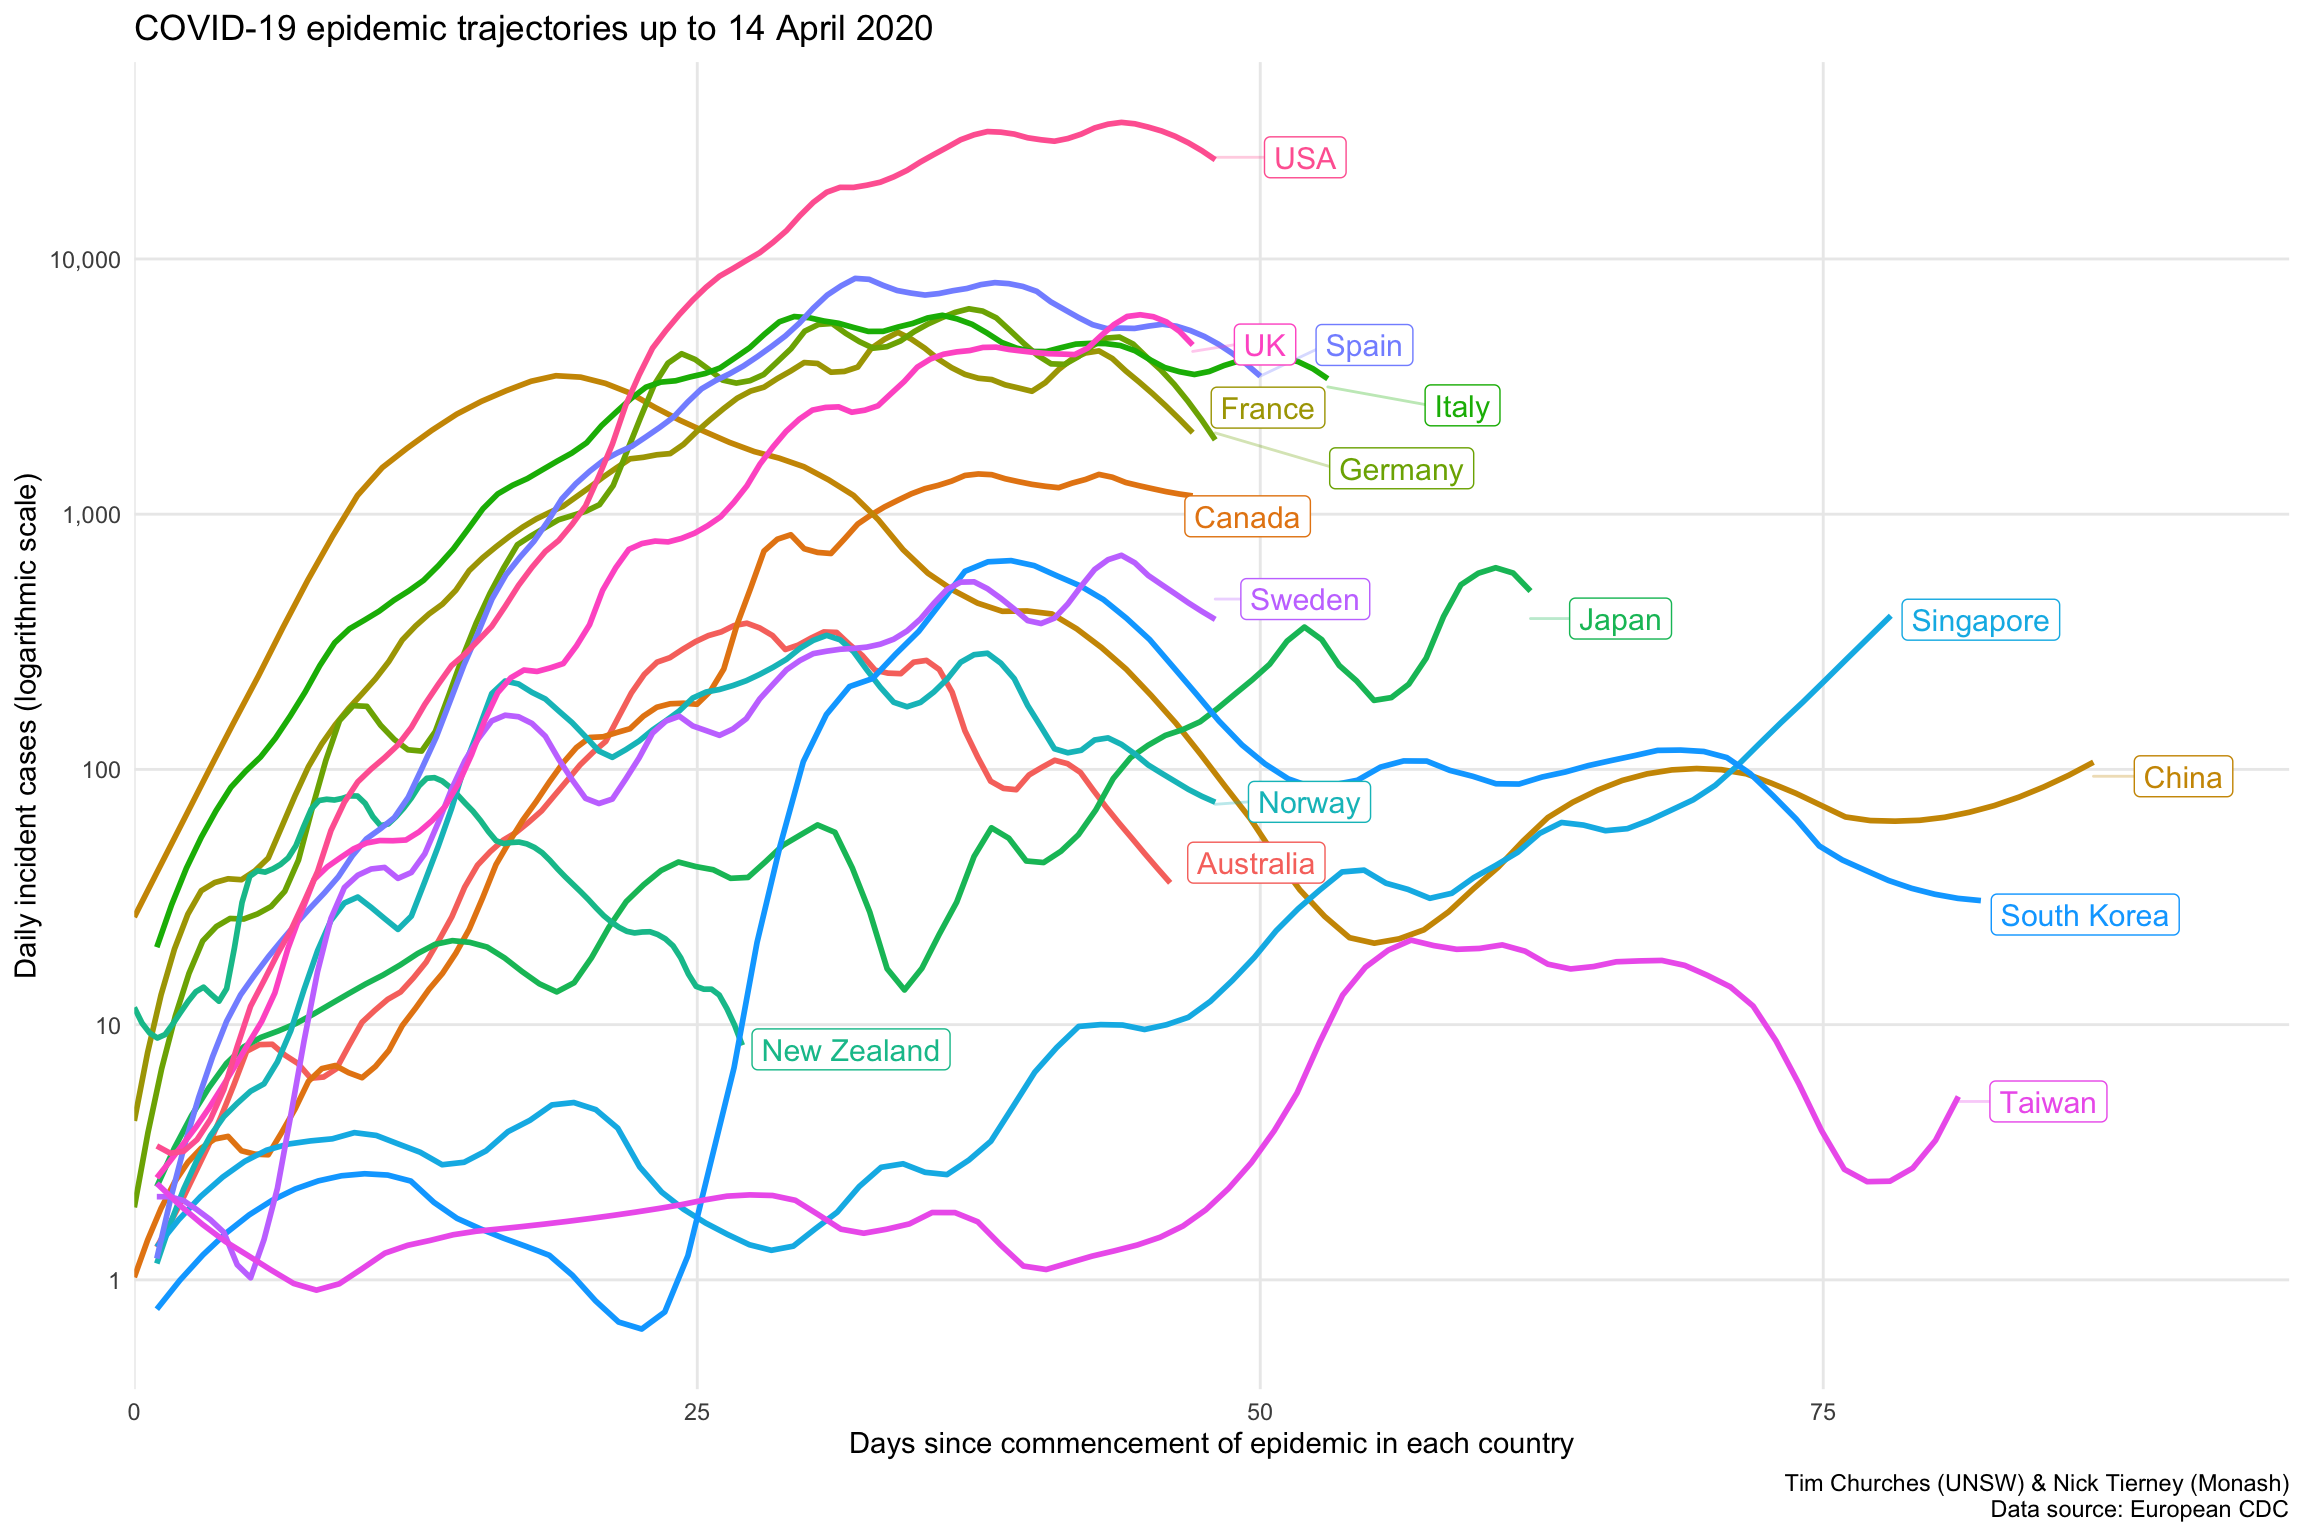 COVID-19 epidemic trajectories up to 14 April 2020
Daily incident cases (logarithmic scale)
10,000
1,000
100
10
1
USA
UK
Spain
France
Italy
Germany
Canada
Sweden
Japan
Singapore
China
Norway
Australia
South Korea
New Zealand
Taiwan
0
25
50
75
Days since commencement of epidemic in each country
Tim Churches (UNSW) & Nick Tierney (Monash)
Data source: European CDC